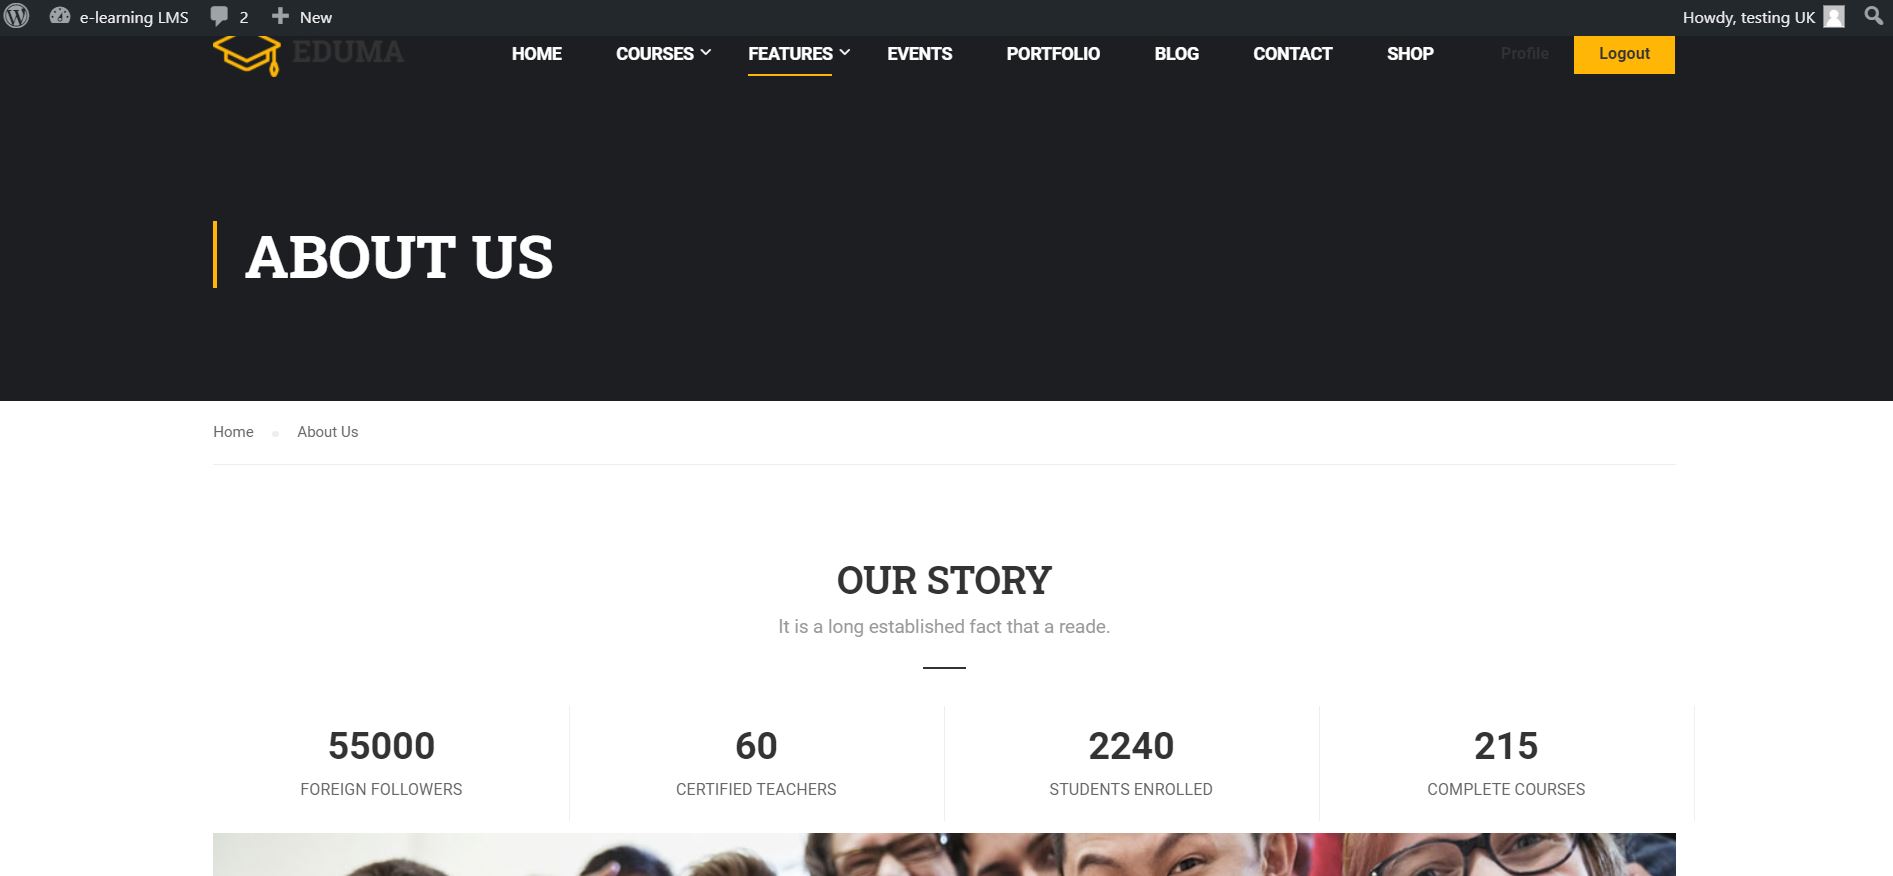 e-learning LMS 2 New Howdy, testing UK
EDUMA HOME COURSES FEATURES EVENTS PORTFOLIO BLOG CONTACT SHOP Profile Logout
ABOUT US
Home About Us
OUR STORY
It is a long established fact that a reade.
55000 60 2240 215
FOREIGN FOLLOWERS CERTIFIED TEACHERS STUDENTS ENROLLED COMPLETE COURSES